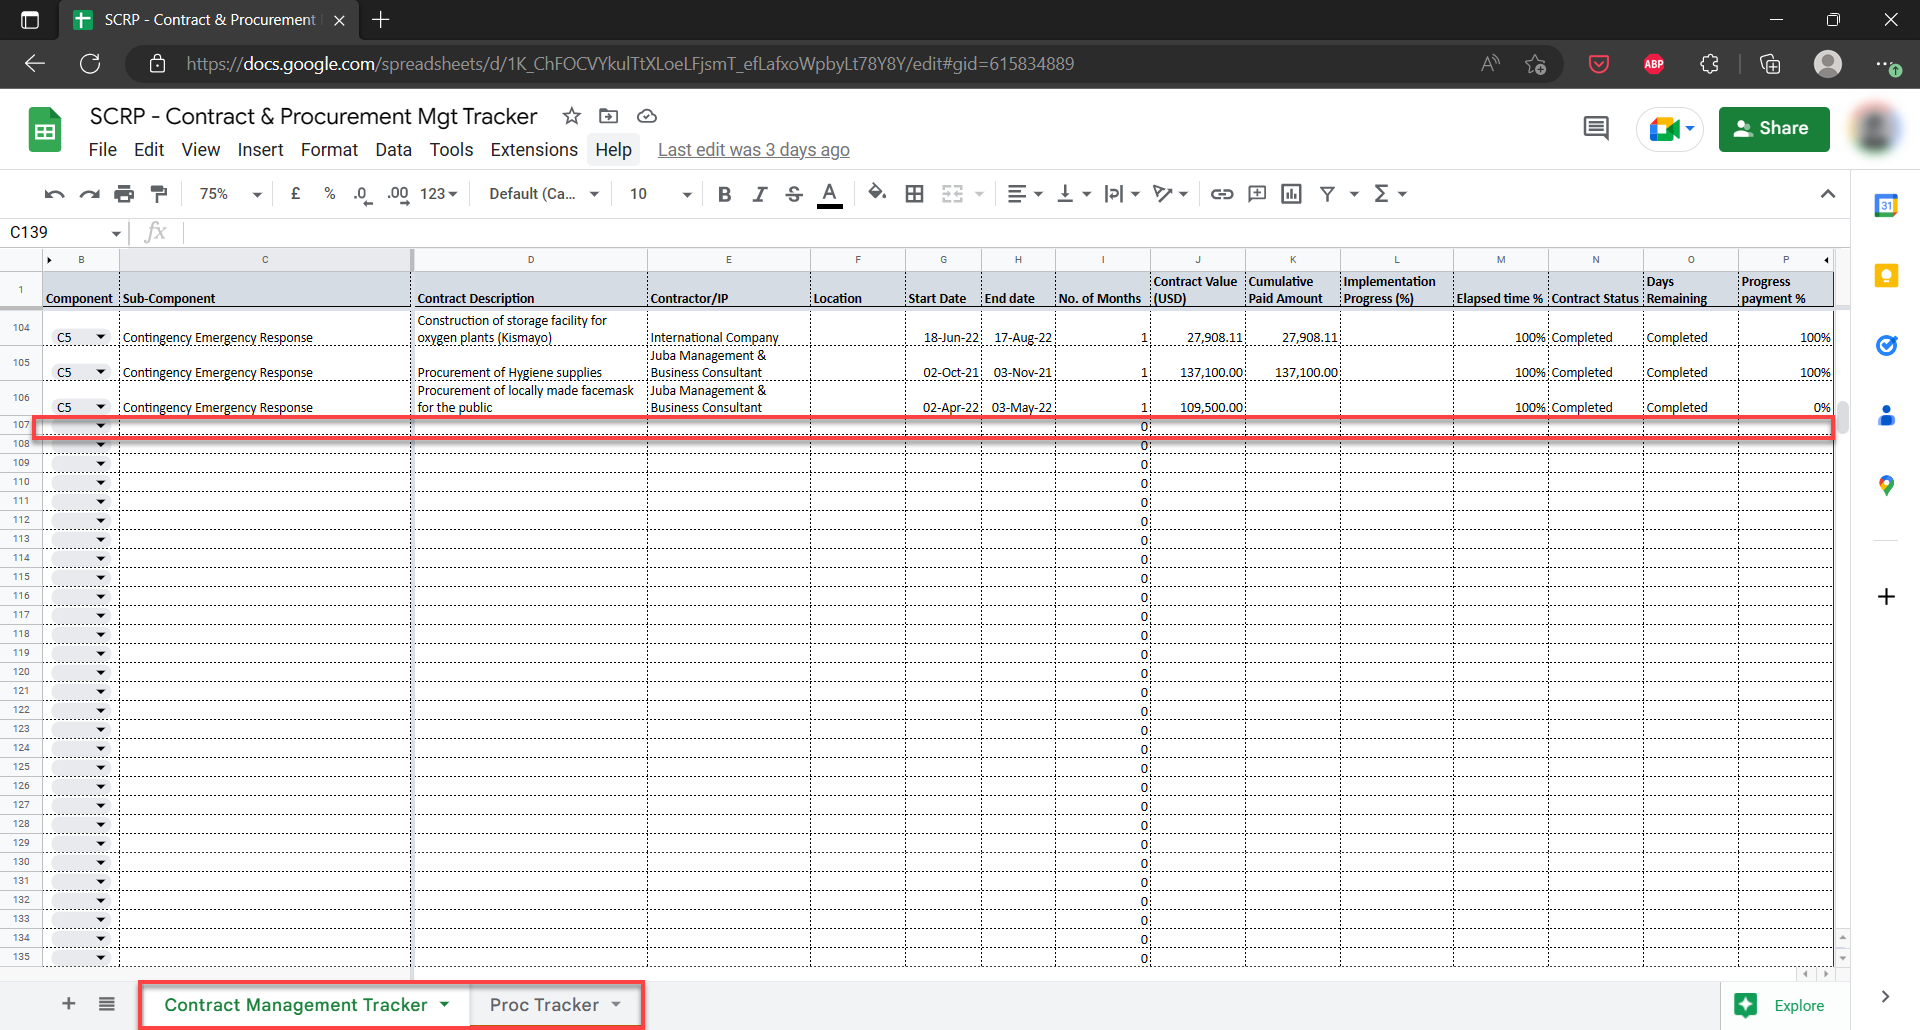 SCRP - Contract & Procurement
https://docs.google.com/spreadsheets/d/1K_ChFOCVYkulTtXLoeLFjsmT_efLafxoWpbyLt78Y8Y/edit#gid=615834889
ABP
SCRP - Contract & Procurement Mgt Tracker
Share
File Edit View Insert Format Data Tools Extensions Help Last edit was 3 days ago
75% £ % .0 .00 123 Default (Ca... 10 B I S A
31
C139 fx
B C D E F G H I J K L M N O P
1 Component Sub-Component Contract Description Contractor/IP Location Start Date End date No. of Months Contract Value (USD) Cumulative Paid Amount Implementation Progress (%) Elapsed time % Contract Status Days Remaining Progress payment %
104 C5 Contingency Emergency Response Construction of storage facility for oxygen plants (Kismayo) International Company 18-Jun-22 17-Aug-22 1 27,908.11 27,908.11 100% Completed Completed 100%
105 C5 Contingency Emergency Response Procurement of Hygiene supplies Juba Management & Business Consultant 02-Oct-21 03-Nov-21 1 137,100.00 137,100.00 100% Completed Completed 100%
106 C5 Contingency Emergency Response Procurement of locally made facemask for the public Juba Management & Business Consultant 02-Apr-22 03-May-22 1 109,500.00 100% Completed Completed 0%
107 0
108 0
109 0
110 0
111 0
112 0
113 0
114 0
115 0
116 0
117 0
118 0
119 0
120 0
121 0
122 0
123 0
124 0
125 0
126 0
127 0
128 0
129 0
130 0
131 0
132 0
133 0
134 0
135 0
Contract Management Tracker Proc Tracker Explore